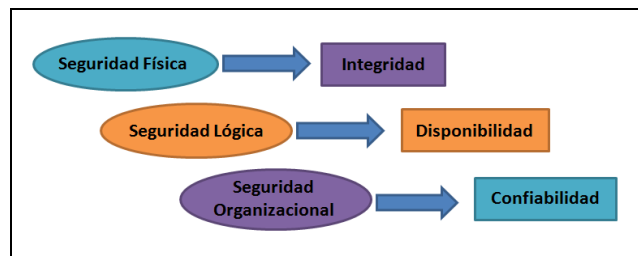 Seguridad Física
Integridad
Seguridad Lógica
Disponibilidad
Seguridad
Organizacional
Confiabilidad